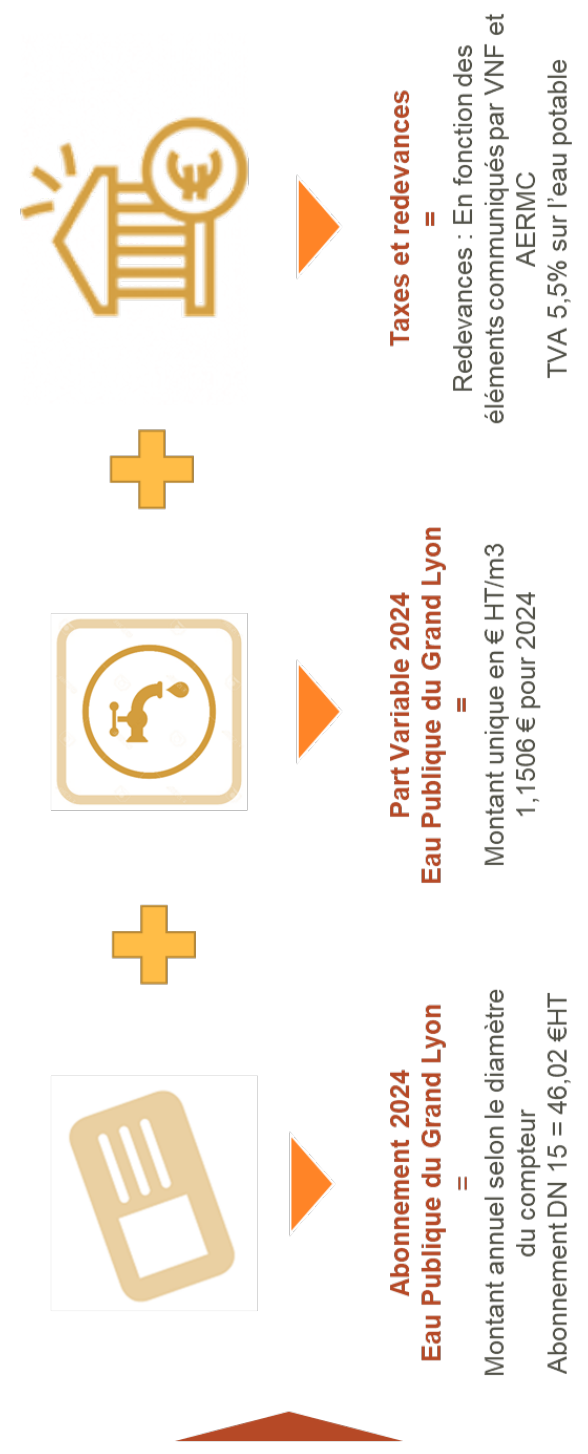 Abonnement 2024
Eau Publique du Grand Lyon
=
Montant annuel selon le diamètre
du compteur
Abonnement DN 15 = 46,02 €HT
Part Variable 2024
Eau Publique du Grand Lyon
=
Montant unique en € HT/m3
1,1506 € pour 2024
Taxes et redevances
=
Redevances : En fonction des
éléments communiqués par VNF et
AERMC
TVA 5,5% sur l'eau potable